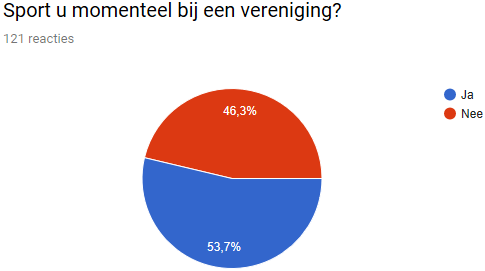 Sport u momenteel bij een vereniging?
121 reacties
46,3%
Ja
Nee
53,7%